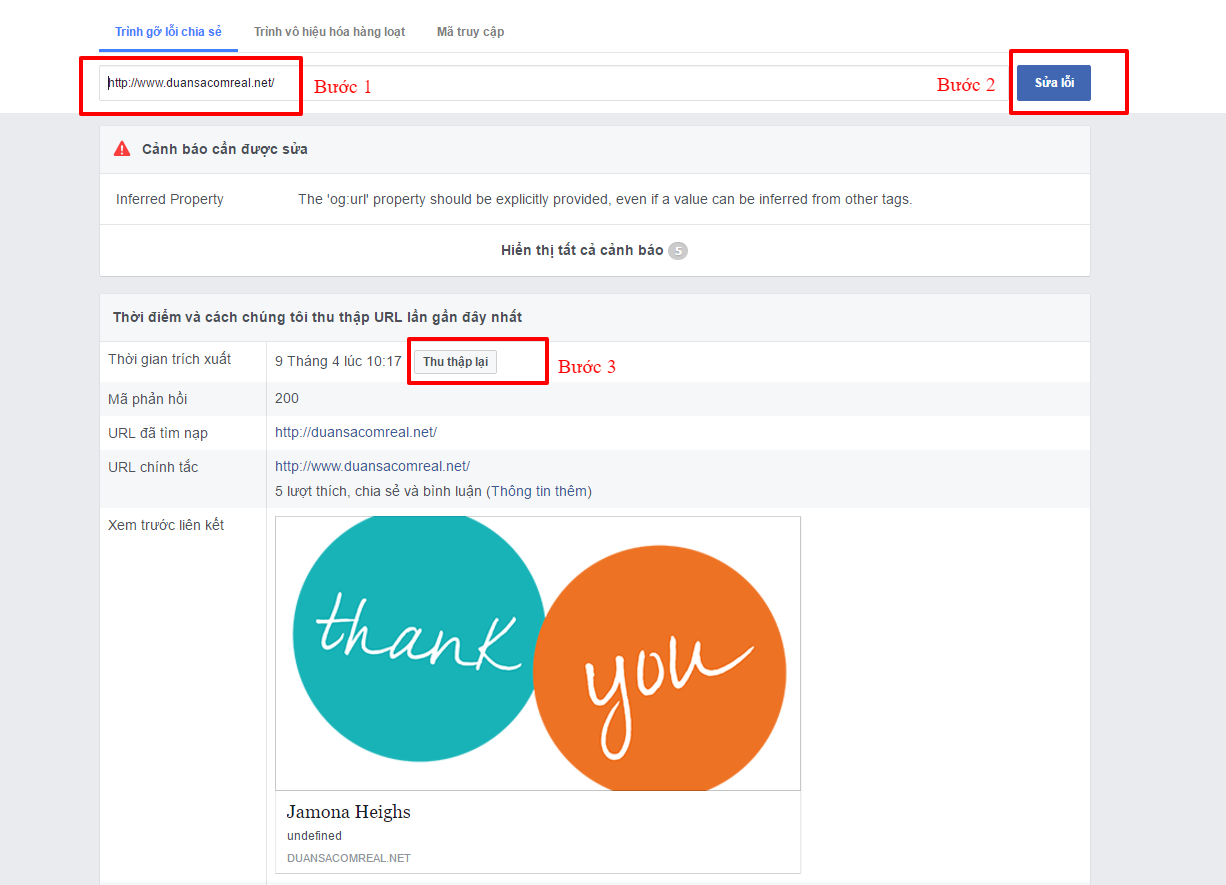 Trình gỡ lỗi chia sẻ Trình vô hiệu hóa hàng loạt Mã truy cập
http://www.duansacomreal.net/ Bước 1 Bước 2 Sửa lỗi
Cảnh báo cần được sửa
Inferred Property The 'og:url' property should be explicitly provided, even if a value can be inferred from other tags.
Hiển thị tất cả cảnh báo 5
Thời điểm và cách chúng tôi thu thập URL lần gần đây nhất
Thời gian trích xuất 9 Tháng 4 lúc 10:17 Thu thập lại Bước 3
Mã phản hồi 200
URL đã tìm nạp http://duansacomreal.net/
URL chính tắc http://www.duansacomreal.net/
5 lượt thích, chia sẻ và bình luận (Thông tin thêm)
Xem trước liên kết
thank
you
Jamona Heighs
undefined
DUANSACOMREAL.NET